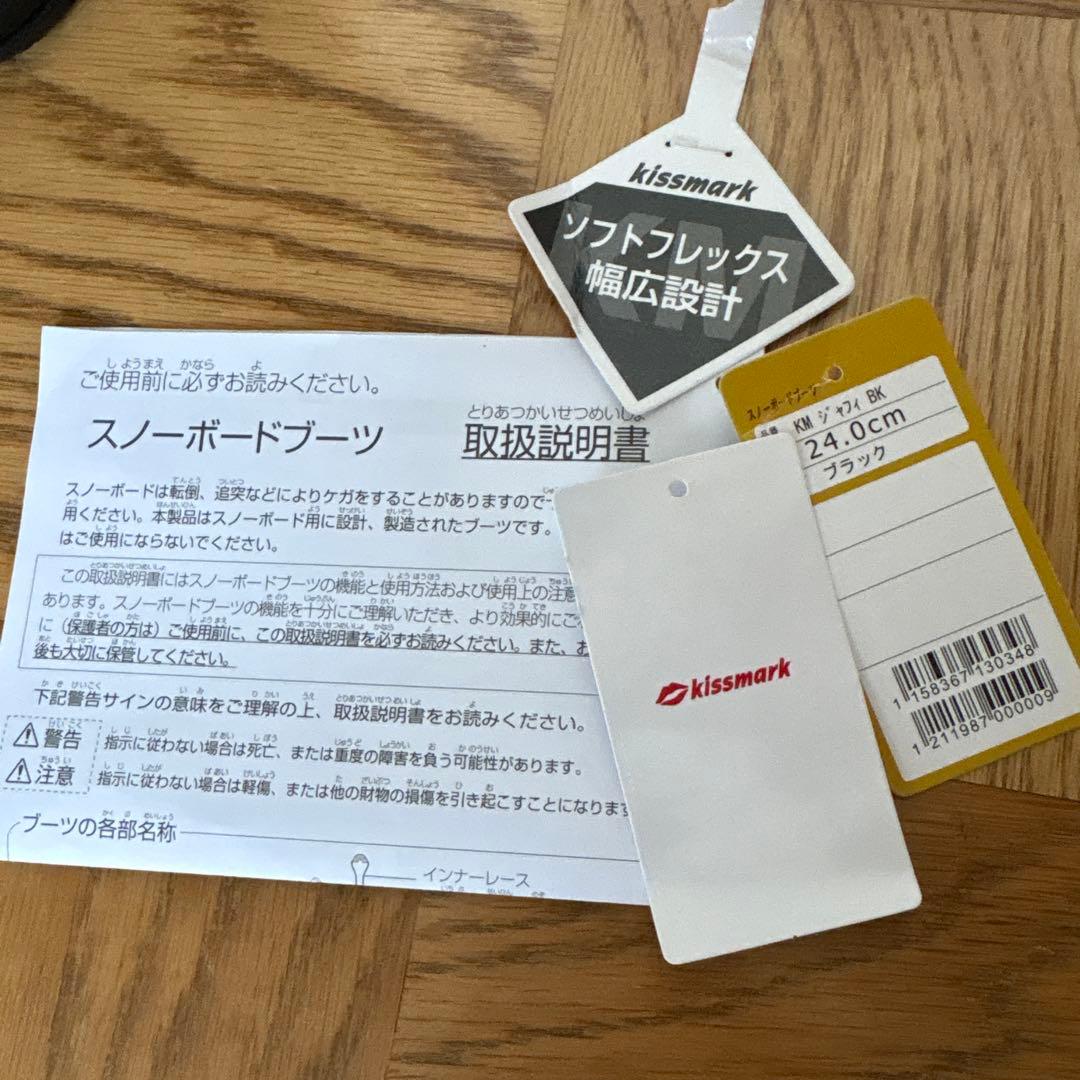 kissmark
ソフトフレックス
幅広設計
スノーボードブーツ
品番 KM ジャフィ BK
24.0cm
ブラック
1158367130348
1211987000009
kissmark
ご使用前に必ずお読みください。
スノーボードブーツ 取扱説明書
スノーボードは転倒、追突などによりケガをすることがありますので
用ください。本製品はスノーボード用に設計、製造されたブーツです。
はご使用にならないでください。
この取扱説明書にはスノーボードブーツの機能と使用方法および使用上の注意
あります。スノーボードブーツの機能を十分にご理解いただき、より効果的にご
に(保護者の方は)ご使用前に、この取扱説明書を必ずお読みください。また、お
後も大切に保管してください。
下記警告サインの意味をご理解の上、取扱説明書をお読みください。
警告 指示に従わない場合は死亡、または重度の障害を負う可能性があります。
注意 指示に従わない場合は軽傷、または他の財物の損傷を引き起こすことになります
ブーツの各部名称
インナーレース